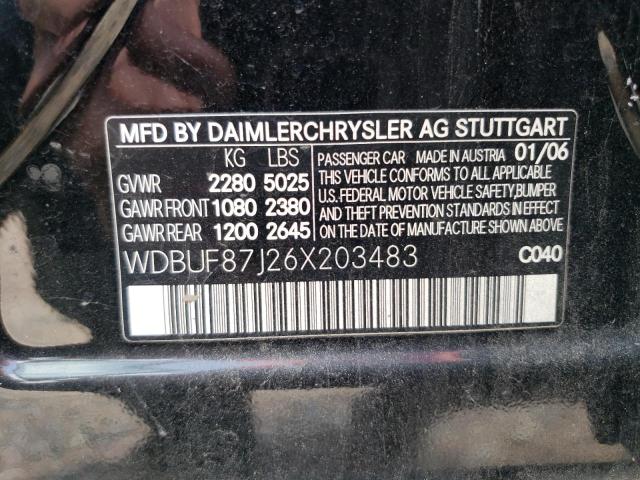 MFD BY DAIMLERCHRYSLER AG STUTTGART
KG LBS
GVWR 2280 5025
GAWR FRONT 1080 2380
GAWR REAR 1200 2645
PASSENGER CAR MADE IN AUSTRIA 01/06
THIS VEHICLE CONFORMS TO ALL APPLICABLE
U.S. FEDERAL MOTOR VEHICLE SAFETY, BUMPER
AND THEFT PREVENTION STANDARDS IN EFFECT
ON THE DATE OF MANUFACTURE SHOWN ABOVE.
WDBUF87J26X203483 C040